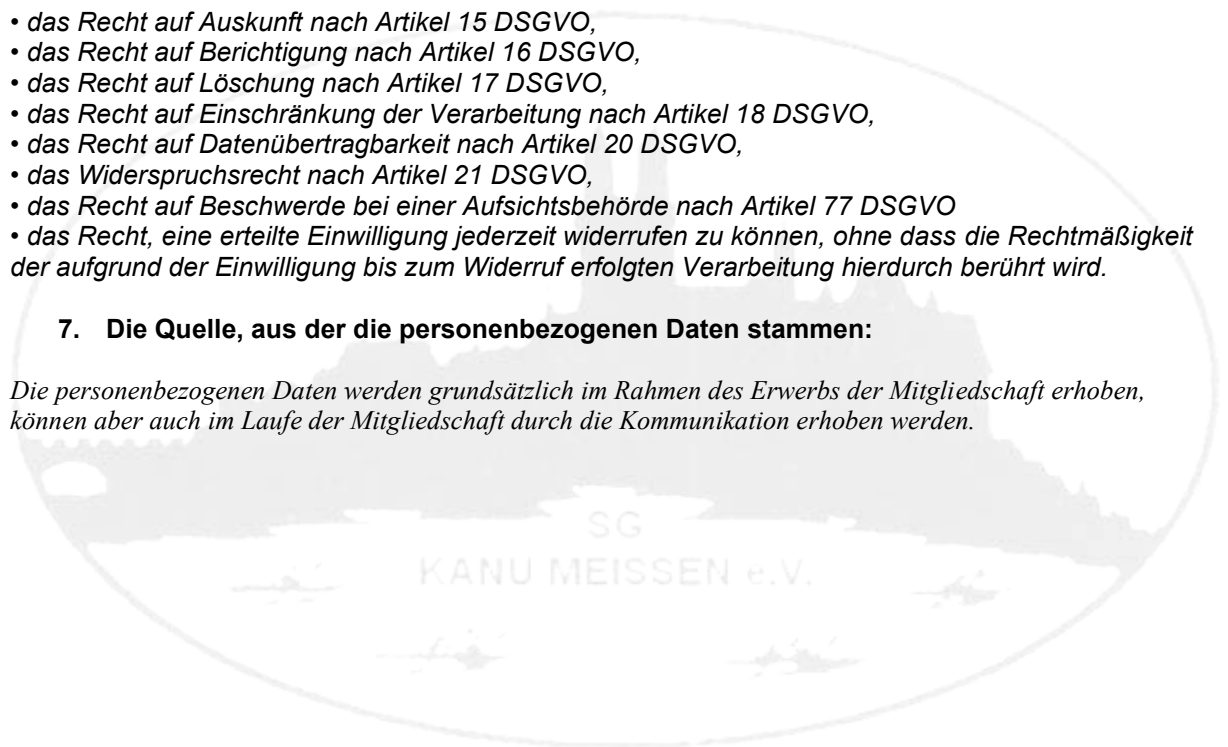 • das Recht auf Auskunft nach Artikel 15 DSGVO,
• das Recht auf Berichtigung nach Artikel 16 DSGVO,
• das Recht auf Löschung nach Artikel 17 DSGVO,
• das Recht auf Einschränkung der Verarbeitung nach Artikel 18 DSGVO,
• das Recht auf Datenübertragbarkeit nach Artikel 20 DSGVO,
• das Widerspruchsrecht nach Artikel 21 DSGVO,
• das Recht auf Beschwerde bei einer Aufsichtsbehörde nach Artikel 77 DSGVO
• das Recht, eine erteilte Einwilligung jederzeit widerrufen zu können, ohne dass die Rechtmäßigkeit
der aufgrund der Einwilligung bis zum Widerruf erfolgten Verarbeitung hierdurch berührt wird.
7. Die Quelle, aus der die personenbezogenen Daten stammen:
Die personenbezogenen Daten werden grundsätzlich im Rahmen des Erwerbs der Mitgliedschaft erhoben,
können aber auch im Laufe der Mitgliedschaft durch die Kommunikation erhoben werden.
SG
KANU MEISSEN e.V.